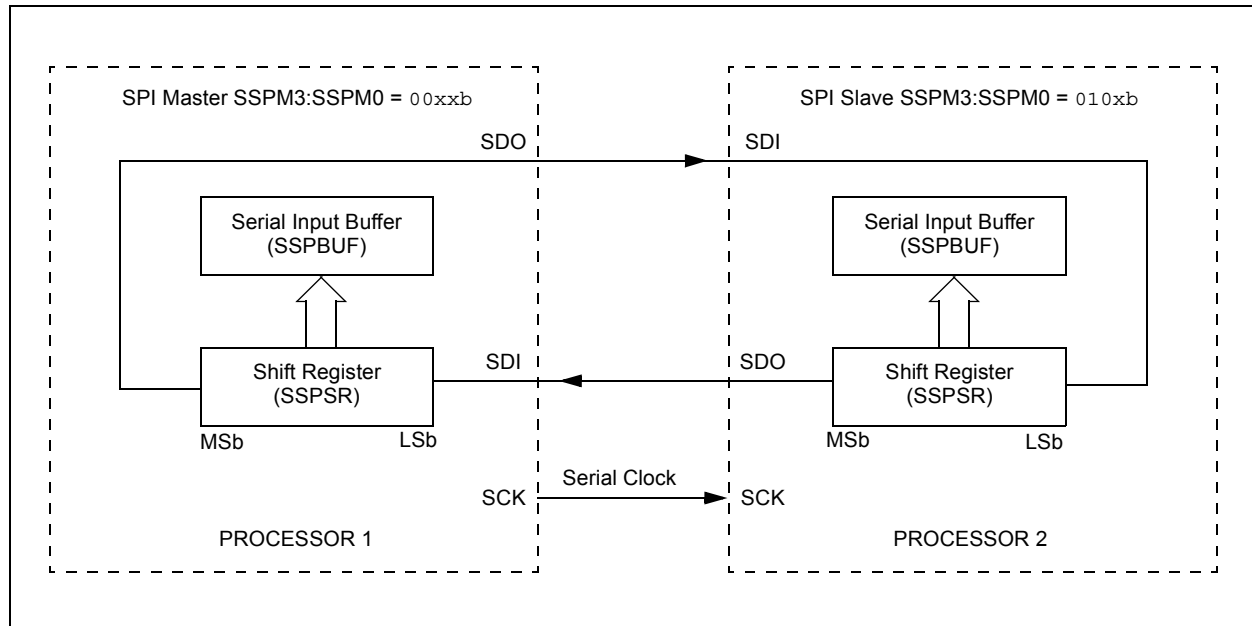 SPI Master SSPM3:SSPM0 = 00xxb
SDO
Serial Input Buffer
(SSPBUF)
SDI
Shift Register
(SSPSR)
MSb
LSb
SCK
PROCESSOR 1
Serial Clock
SPI Slave SSPM3:SSPM0 = 010xb
SDI
Serial Input Buffer
(SSPBUF)
SDO
Shift Register
(SSPSR)
MSb
LSb
SCK
PROCESSOR 2